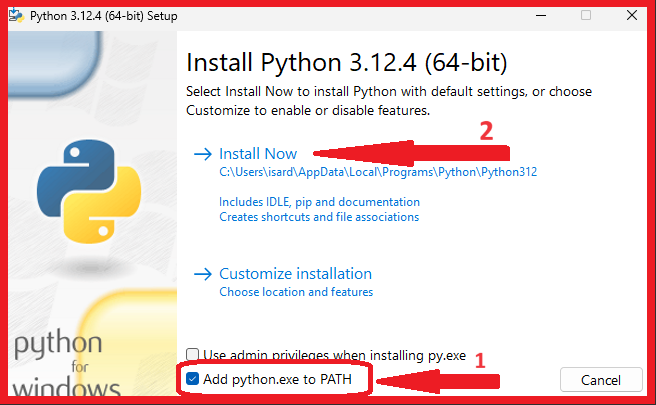 Python 3.12.4 (64-bit) Setup
Install Python 3.12.4 (64-bit)
Select Install Now to install Python with default settings, or choose
Customize to enable or disable features.
2
Install Now
C:\Users\isard\AppData\Local\Programs\Python\Python312
Includes IDLE, pip and documentation
Creates shortcuts and file associations
Customize installation
Choose location and features
python
for
windows
Use admin privileges when installing py.exe
1
Add python.exe to PATH
Cancel